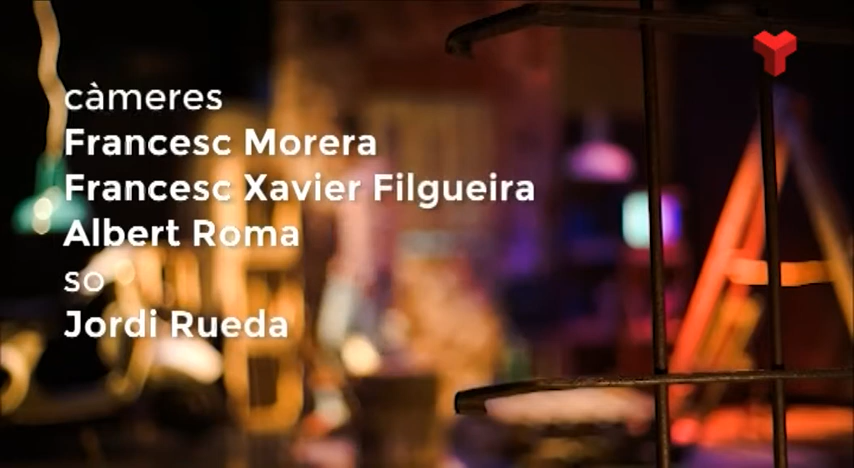 càmeres
Francesc Morera
Francesc Xavier Filgueira
Albert Roma
so
Jordi Rueda